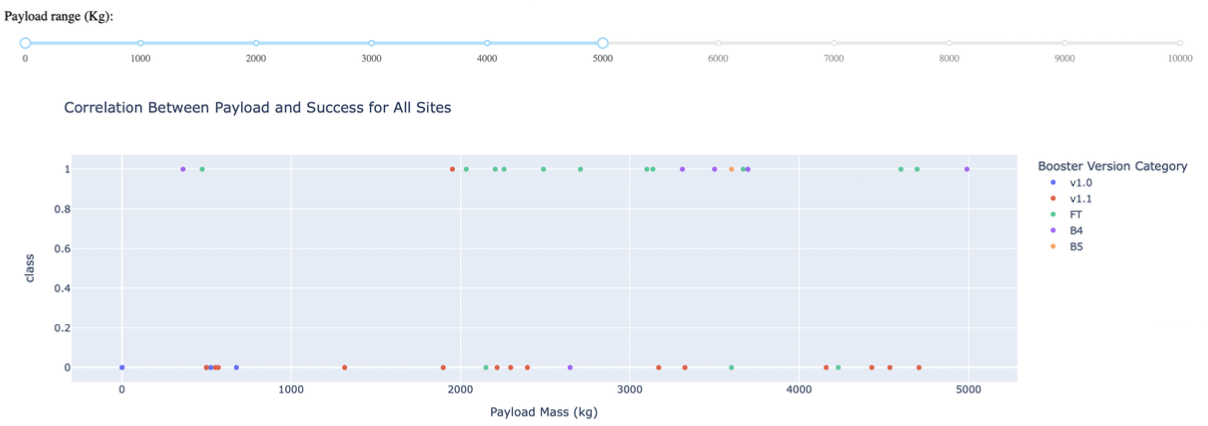 Payload range (Kg):
0 1000 2000 3000 4000 5000 6000 7000 8000 9000 10000
Correlation Between Payload and Success for All Sites
1
0.8
0.6
0.4
0.2
0
class
0 1000 2000 3000 4000 5000
Payload Mass (kg)
Booster Version Category
v1.0
v1.1
FT
B4
B5